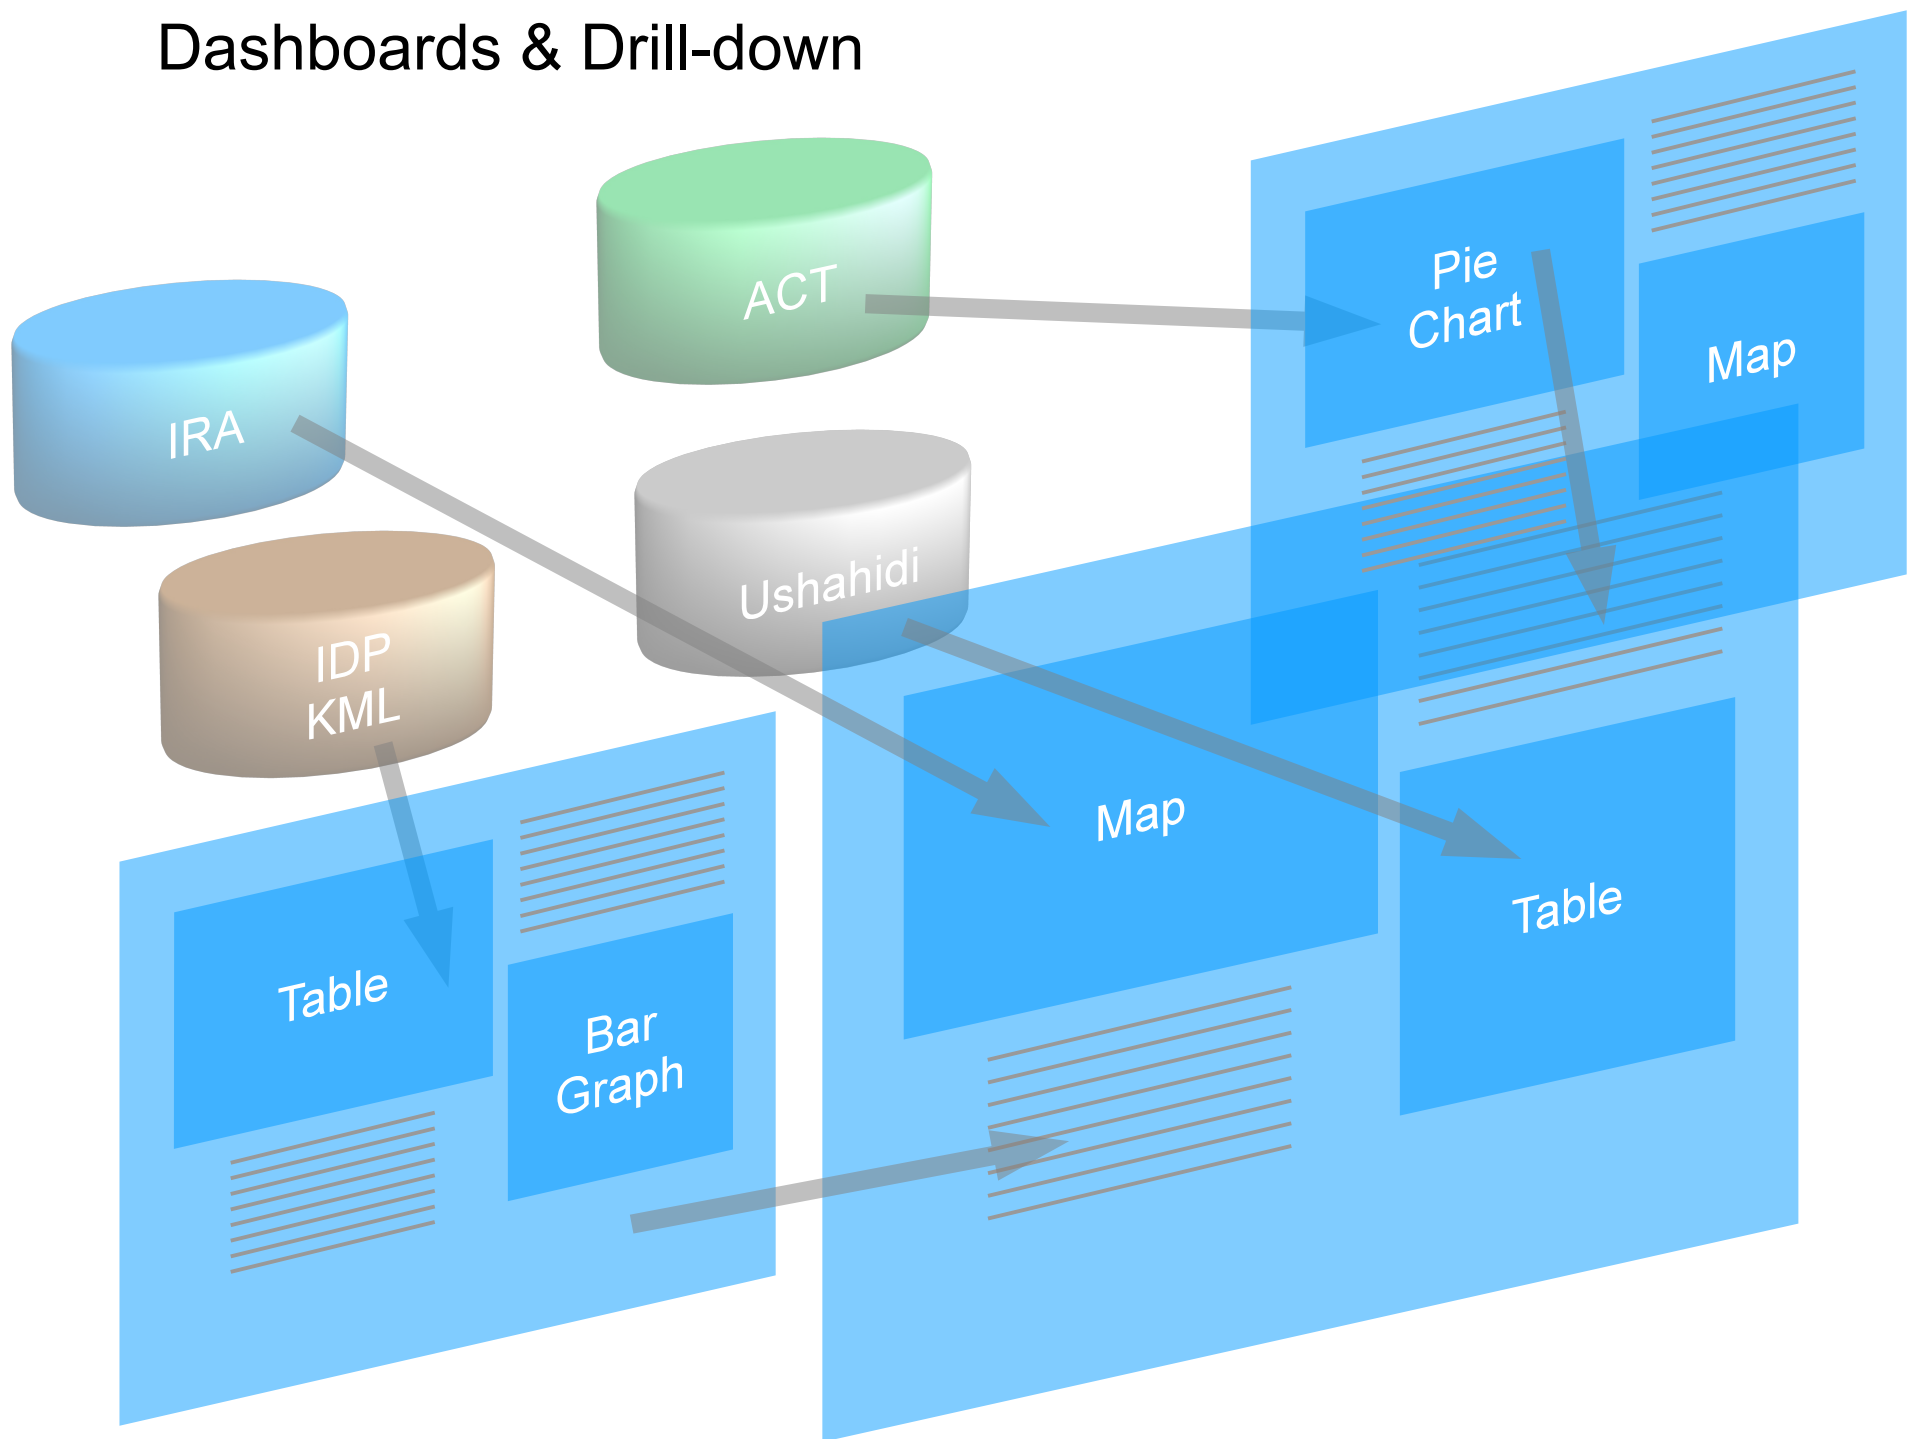 Dashboards & Drill-down
ACT
IRA
Pie
Chart
Map
Ushahidi
IDP
KML
Map
Table
Table
Bar
Graph